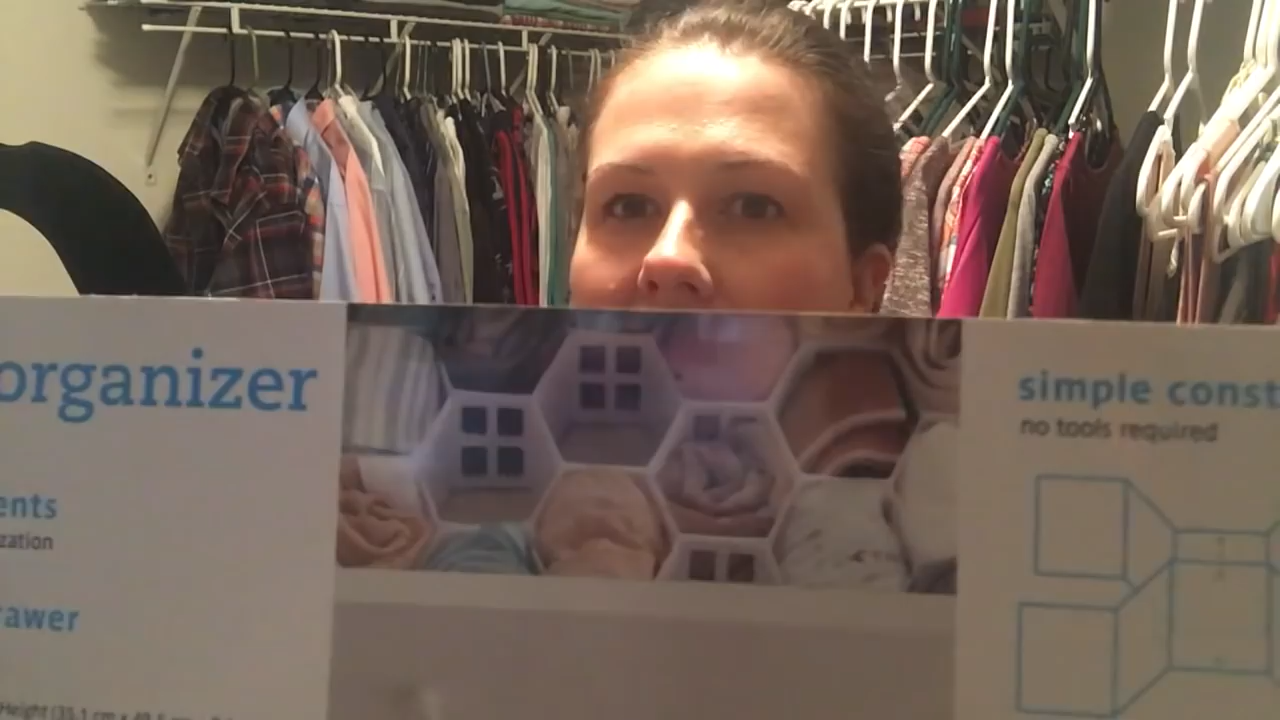 organizer
ents
zation
rawer
simple const
no tools required